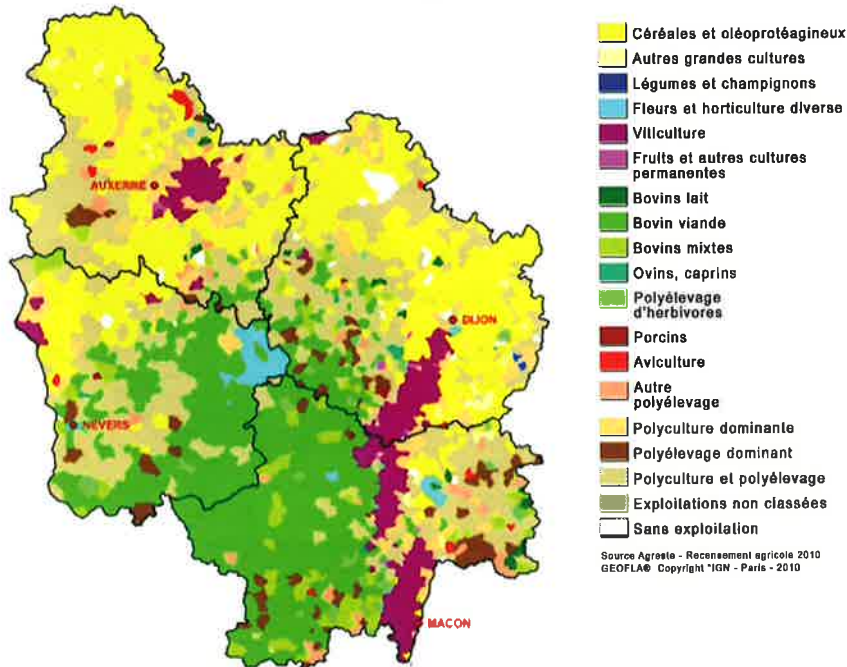 Céréales et oléoprotéagineux
Autres grandes cultures
Légumes et champignons
Fleurs et horticulture diverse
Viticulture
Fruits et autres cultures
permanentes
Bovins lait
Bovin viande
Bovins mixtes
Ovins, caprins
Polyélevage
d'herbivores
Porcins
Aviculture
Autre
polyélevage
Polyculture dominante
Polyélevage dominant
Polyculture et polyélevage
Exploitations non classées
Sans exploitation
Source Agreste - Recensement agricole 2010
GEOFLA® Copyright "IGN - Paris - 2010
AUXERRE
DIJON
NEVERS
MACON